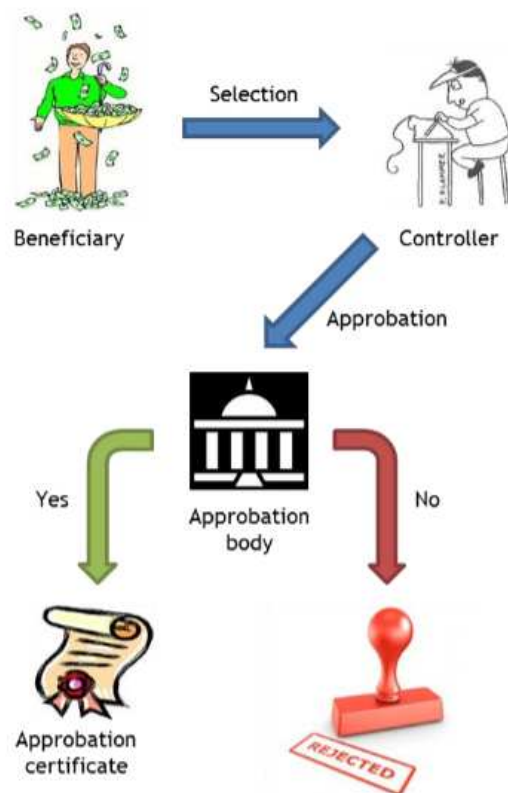 Selection
Beneficiary
Controller
Approbation
Yes
No
Approbation
body
Approbation
certificate
REJECTED